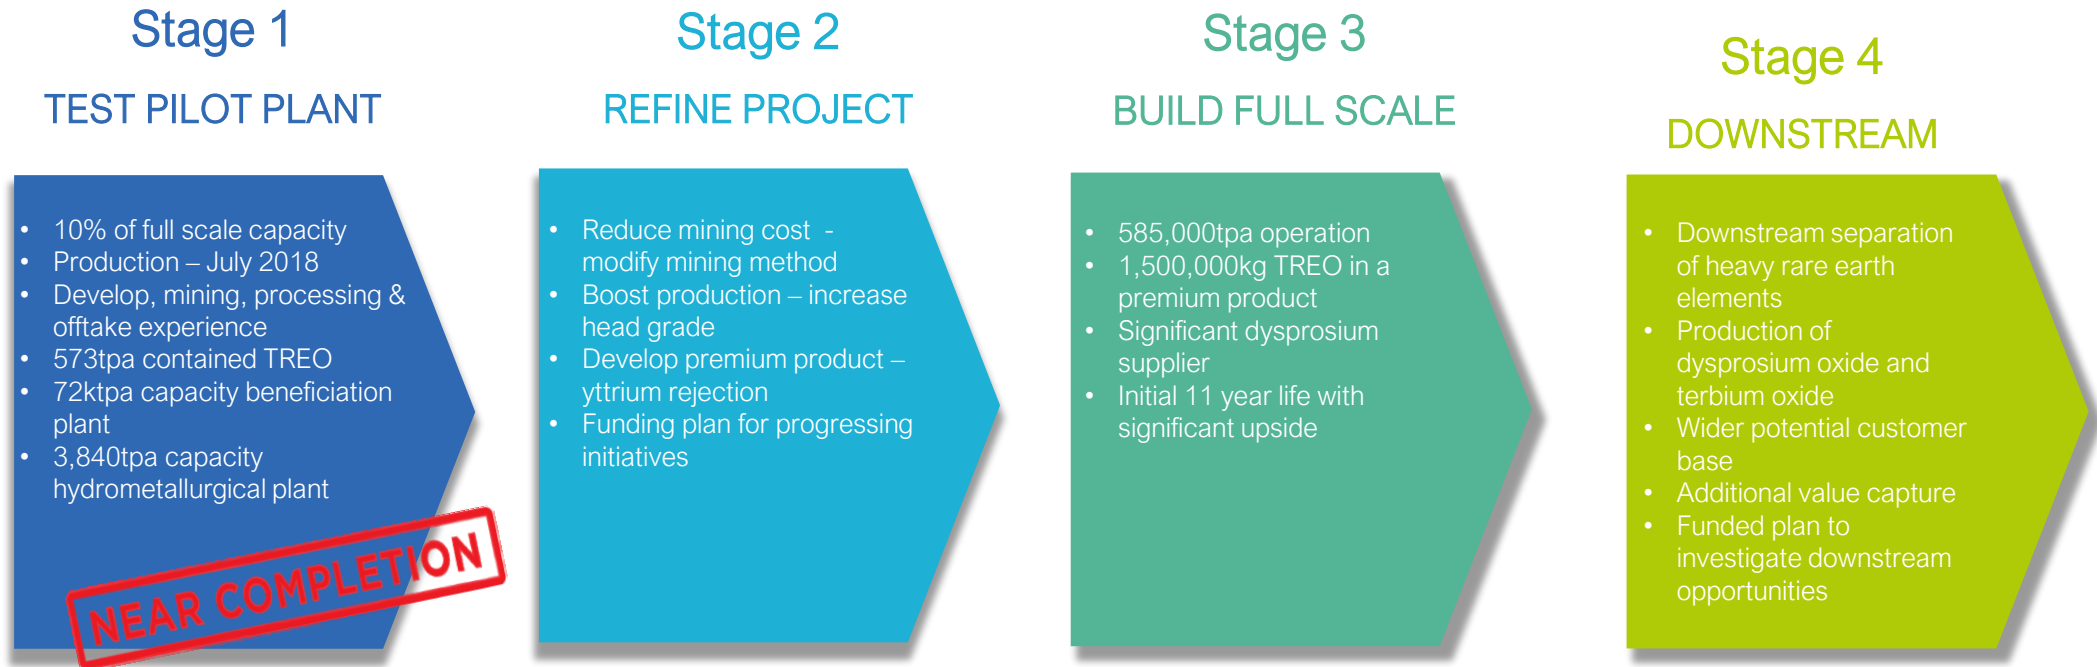 Stage 1
TEST PILOT PLANT
• 10% of full scale capacity
• Production – July 2018
• Develop, mining, processing &
offtake experience
• 573tpa contained TREO
• 72ktpa capacity beneficiation
plant
• 3,840tpa capacity
hydrometallurgical plant
NEAR COMPLETION
Stage 2
REFINE PROJECT
• Reduce mining cost -
modify mining method
• Boost production – increase
head grade
• Develop premium product –
yttrium rejection
• Funding plan for progressing
initiatives
Stage 3
BUILD FULL SCALE
• 585,000tpa operation
• 1,500,000kg TREO in a
premium product
• Significant dysprosium
supplier
• Initial 11 year life with
significant upside
Stage 4
DOWNSTREAM
• Downstream separation
of heavy rare earth
elements
• Production of
dysprosium oxide and
terbium oxide
• Wider potential customer
base
• Additional value capture
• Funded plan to
investigate downstream
opportunities